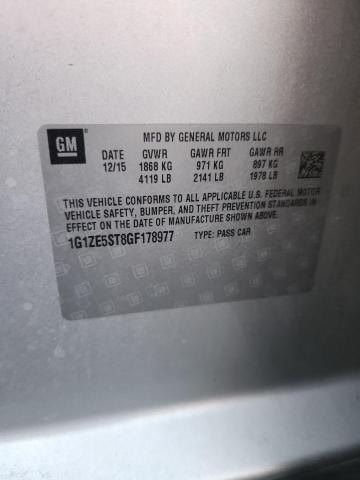 GM
MFD BY GENERAL MOTORS LLC
DATE GVWR GAWR FRT GAWR RR
12/15 1868 KG 971 KG 897 KG
4119 LB 2141 LB 1978 LB
THIS VEHICLE CONFORMS TO ALL APPLICABLE U.S. FEDERAL MOTOR
VEHICLE SAFETY, BUMPER, AND THEFT PREVENTION STANDARDS
IN EFFECT ON THE DATE OF MANUFACTURE SHOWN ABOVE.
1G1ZE5ST8GF178977 TYPE: PASS CAR